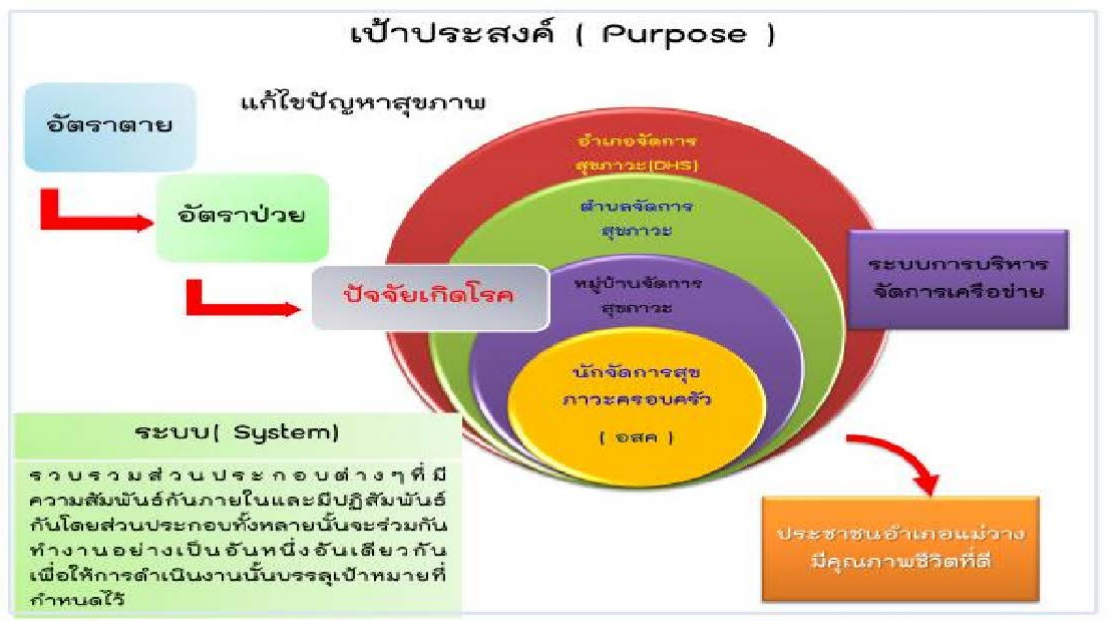 เป้าประสงค์ ( Purpose )
แก้ไขปัญหาสุขภาพ
อัตราตาย
อัตราป่วย
ปัจจัยเกิดโรค
อำเภอจัดการ
สุขภาวะ(DHS)
ตำบลจัดการ
สุขภาวะ
หมู่บ้านจัดการ
สุขภาวะ
นักจัดการสุข
ภาวะครอบครัว
( อสค )
ระบบการบริหาร
จัดการเครือข่าย
ระบบ( System)
รวบรวมส่วนประกอบต่างๆที่มี
ความสัมพันธ์กันภายในและมีปฏิสัมพันธ์
กันโดยส่วนประกอบทั้งหลายนั้นจะร่วมกัน
ทำงานอย่างเป็นอันหนึ่งอันเดียวกัน
เพื่อให้การดำเนินงานนั้นบรรลุเป้าหมายที่
กำหนดไว้
ประชาชนอำเภอแม่วาง
มีคุณภาพชีวิตที่ดี